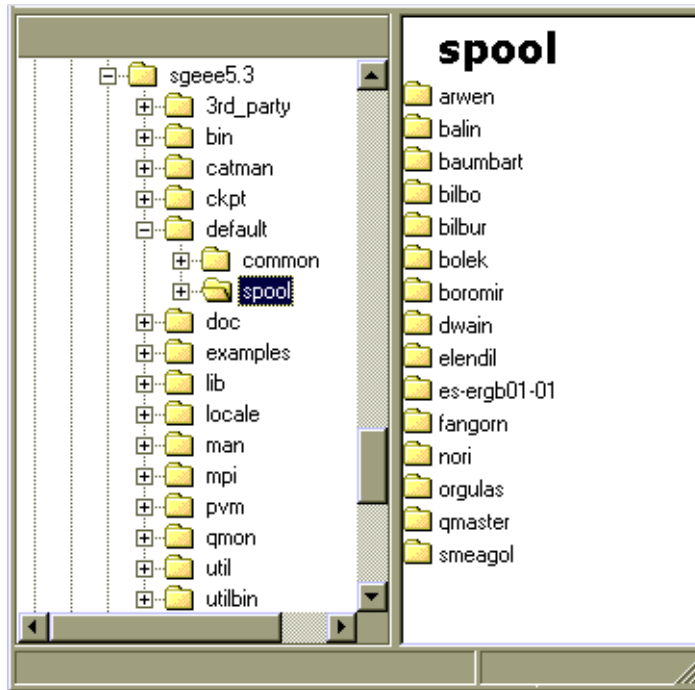 sgeee5.3
3rd_party
bin
catman
ckpt
default
common
spool
doc
examples
lib
locale
man
mpi
pvm
qmon
util
utilbin
spool
arwen
balin
baumbart
bilbo
bilbur
bolek
boromir
dwain
elendil
es-ergb01-01
fangorn
nori
orgulas
qmaster
smeagol